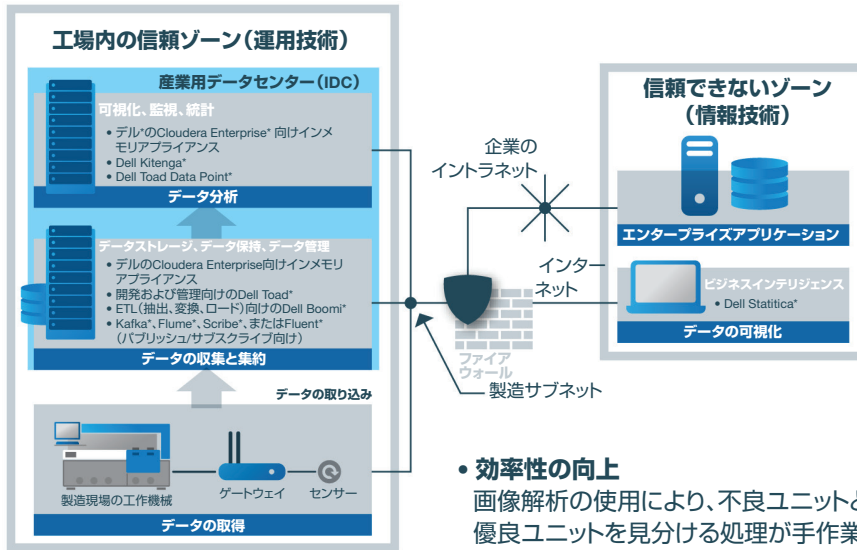 工場内の信頼ゾーン(運用技術)
産業用データセンター(IDC)
可視化、監視、統計
• デル*のCloudera Enterprise* 向けインメ
モリアプライアンス
• Dell Kitenga*
• Dell Toad Data Point*
データ分析
データストレージ、データ保持、データ管理
• デルのCloudera Enterprise向けインメモリ
アプライアンス
• 開発および管理向けのDell Toad*
• ETL(抽出、変換、ロード)向けのDell Boomi*
• Kafka*、Flume*、Scribe*、またはFluent*
(パブリッシュ/サブスクライブ向け)
データの収集と集約
データの取り込み
製造現場の工作機械
ゲートウェイ
センサー
データの取得
企業の
イントラネット
インター
ネット
ファイア
ウォール
製造サブネット
信頼できないゾーン
(情報技術)
エンタープライズアプリケーション
ビジネスインテリジェンス
• Dell Statitica*
データの可視化
• 効率性の向上
画像解析の使用により、不良ユニットと
優良ユニットを見分ける処理が手作業